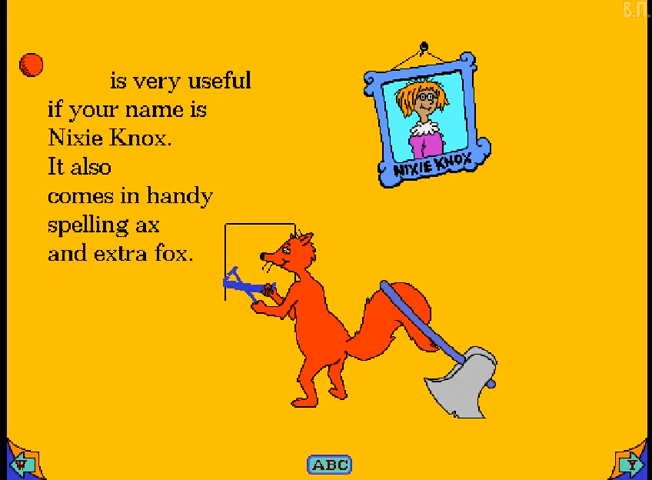 is very useful
if your name is
Nixie Knox.
It also
comes in handy
spelling ax
and extra fox.
NIXIE KNOX
W
ABC
Y
В.П.